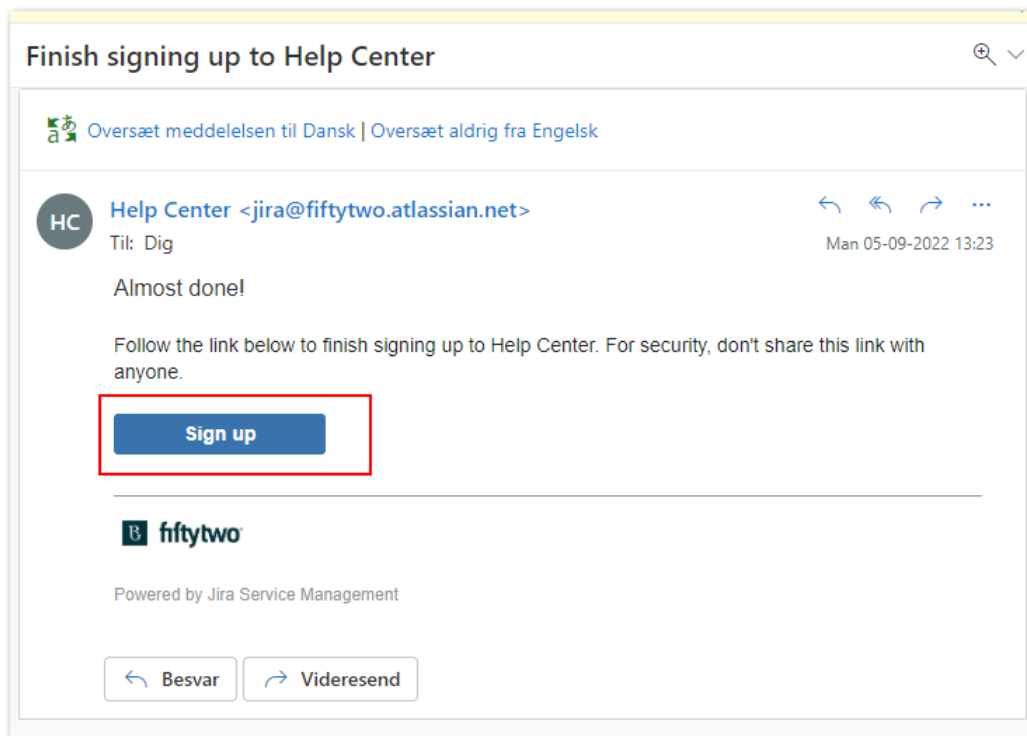 Finish signing up to Help Center
Oversæt meddelelsen til Dansk | Oversæt aldrig fra Engelsk
HC
Help Center <jira@fiftytwo.atlassian.net>
Til: Dig
Man 05-09-2022 13:23
Almost done!
Follow the link below to finish signing up to Help Center. For security, don't share this link with
anyone.
Sign up
fiftytwo
Powered by Jira Service Management
Besvar
Videresend